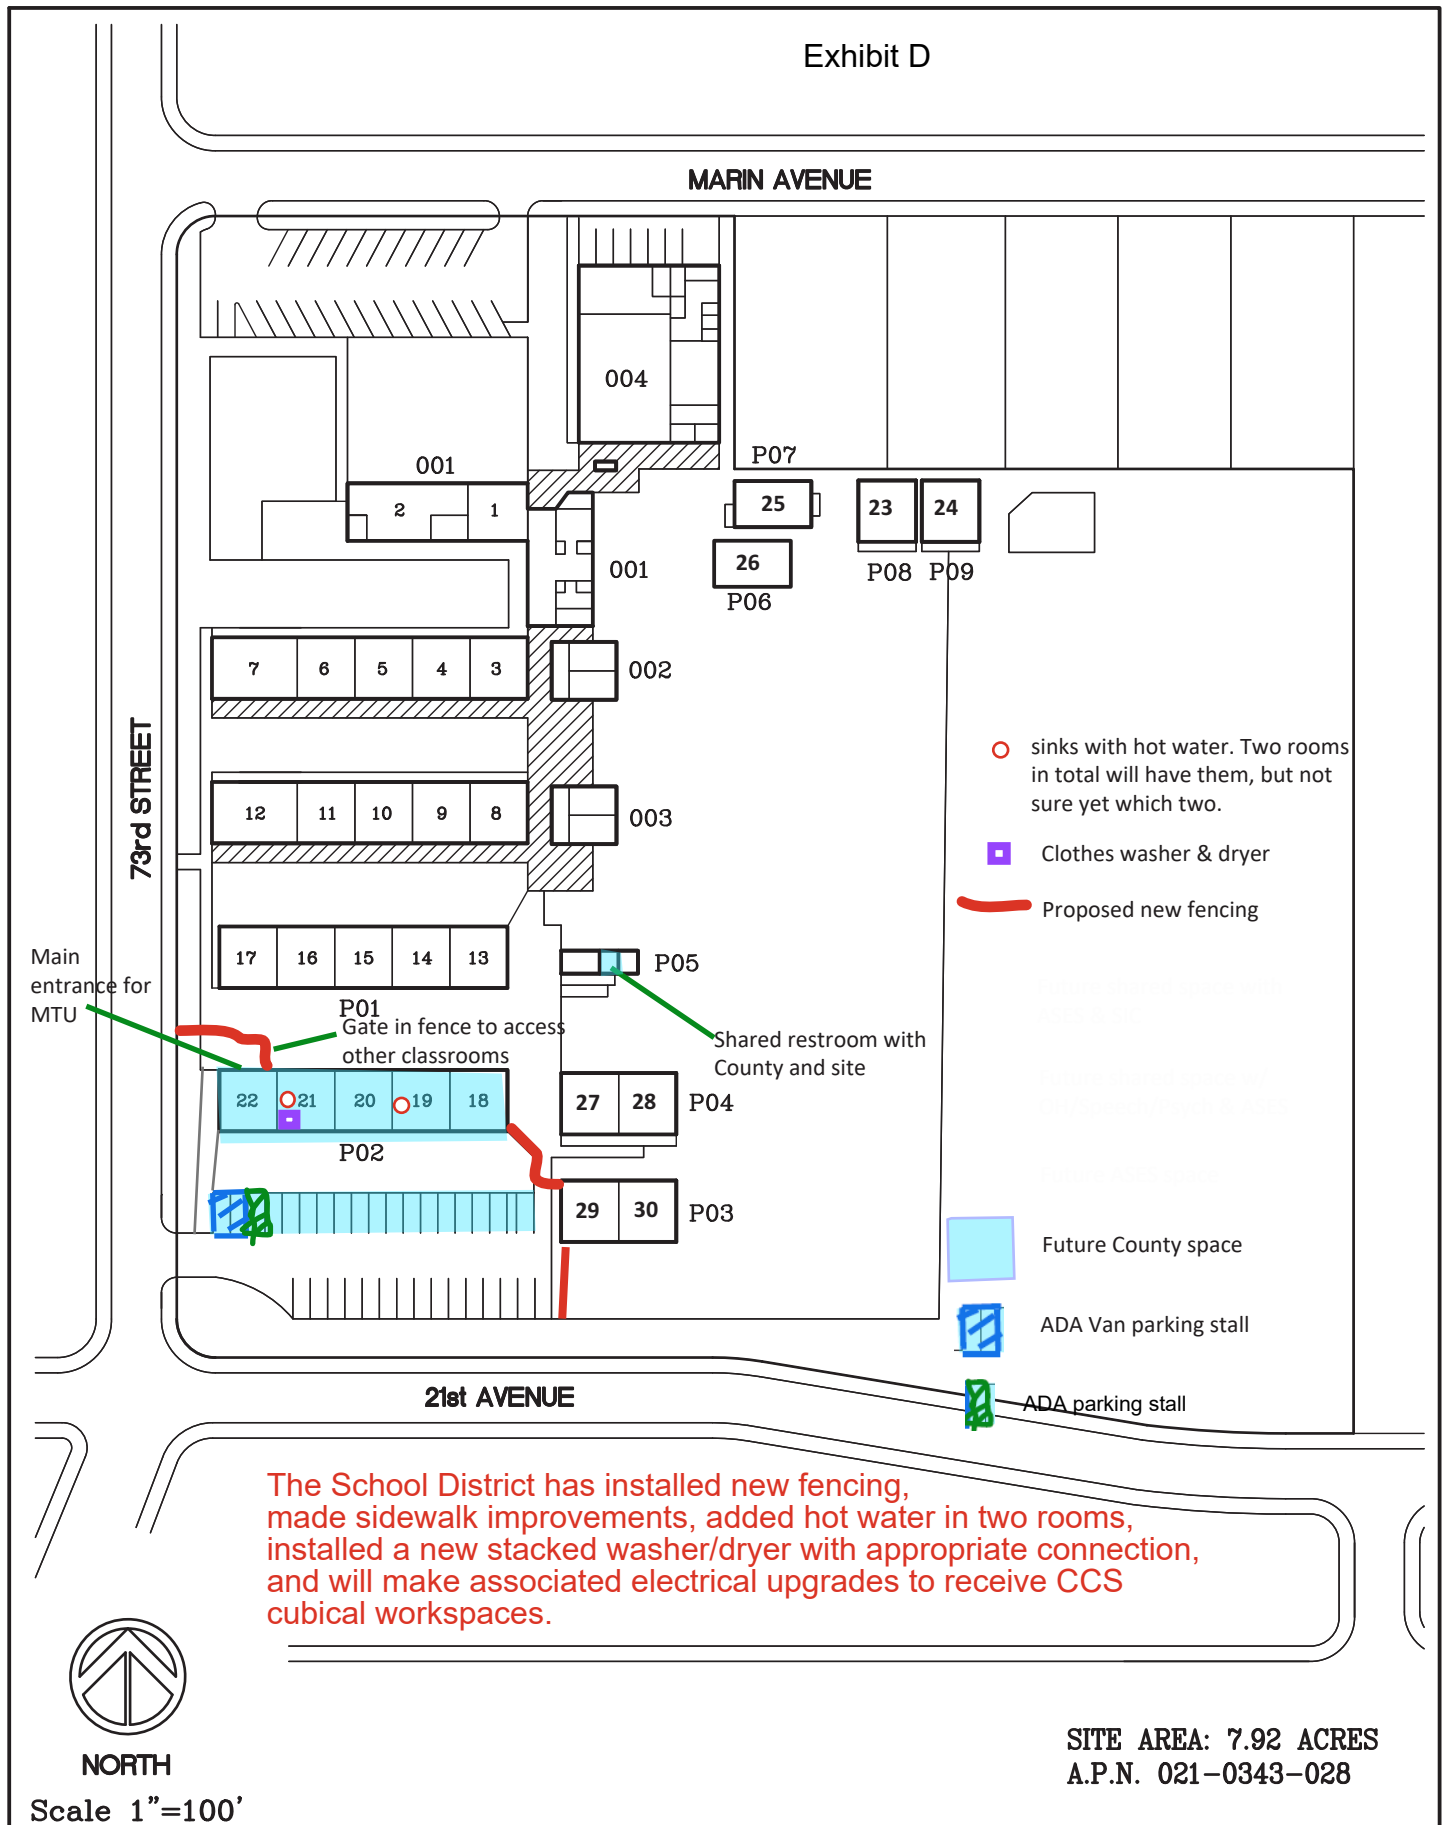 Exhibit D
MARIN AVENUE
004
P07
001
2
1
25
23
24
26
001
P08
P09
P06
7
6
5
4
3
002
73rd STREET
sinks with hot water. Two rooms
in total will have them, but not
sure yet which two.
12
11
10
9
8
003
Clothes washer & dryer
Proposed new fencing
Main
entrance for
MTU
17
16
15
14
13
P05
P01
Gate in fence to access
other classrooms
Shared restroom with
County and site
22
21
20
19
18
27
28
P04
P02
29
30
P03
Future County space
ADA Van parking stall
21st AVENUE
ADA parking stall
The School District has installed new fencing,
made sidewalk improvements, added hot water in two rooms,
installed a new stacked washer/dryer with appropriate connection,
and will make associated electrical upgrades to receive CCS
cubical workspaces.
NORTH
Scale 1"=100'
SITE AREA: 7.92 ACRES
A.P.N. 021-0343-028